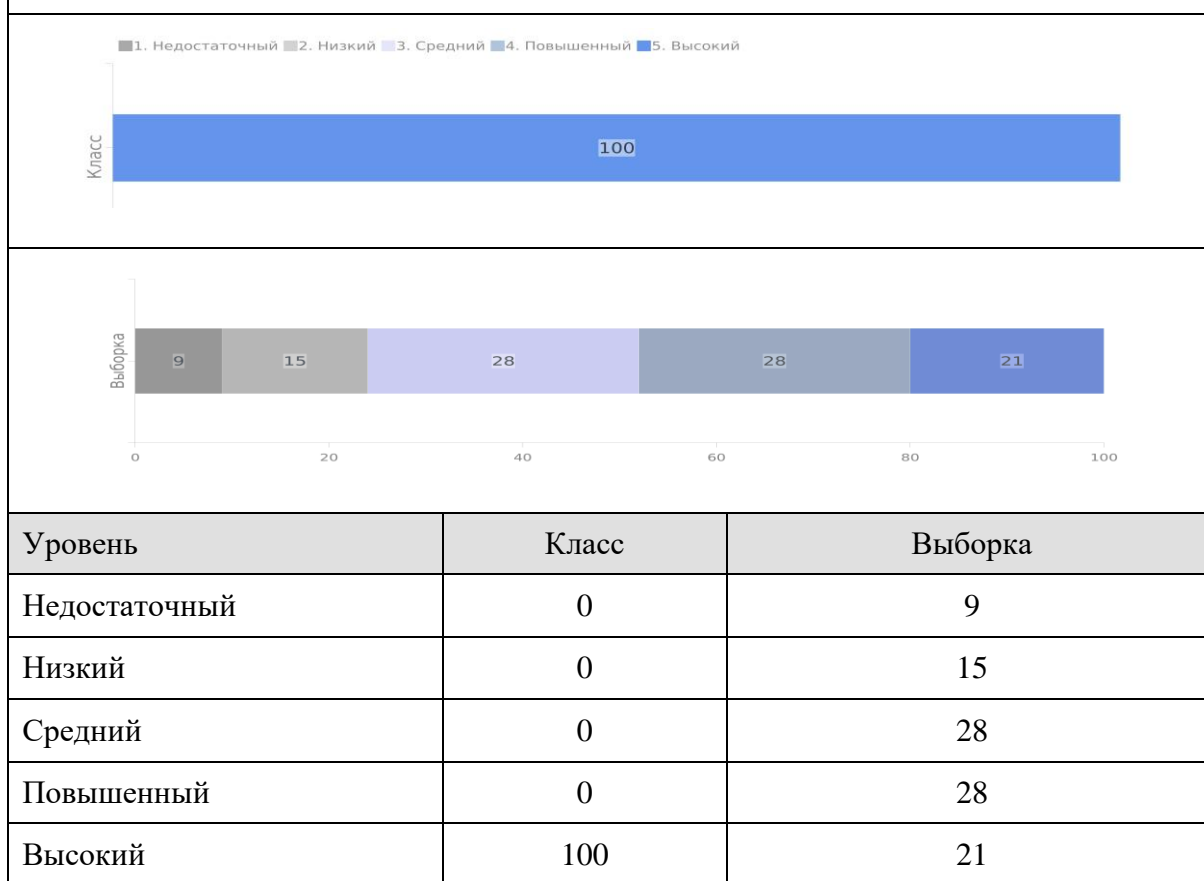 1. Недостаточный 2. Низкий 3. Средний 4. Повышенный 5. Высокий
Класс
100
Выборка
9 15 28 28 21
0 20 40 60 80 100
Уровень Класс Выборка
Недостаточный 0 9
Низкий 0 15
Средний 0 28
Повышенный 0 28
Высокий 100 21